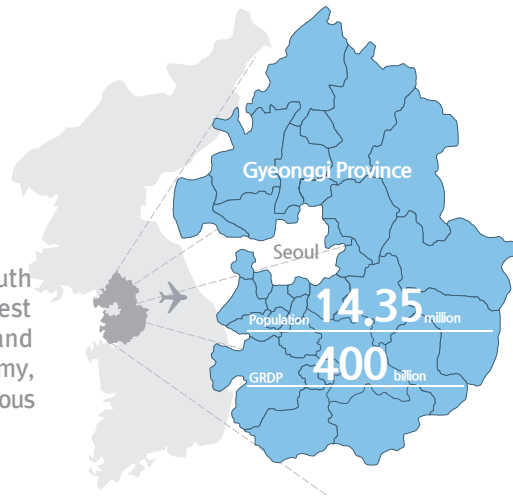 Gyeonggi Province
Seoul
uth
est
and
my,
ous
Population 14.35 million
GRDP 400 billion